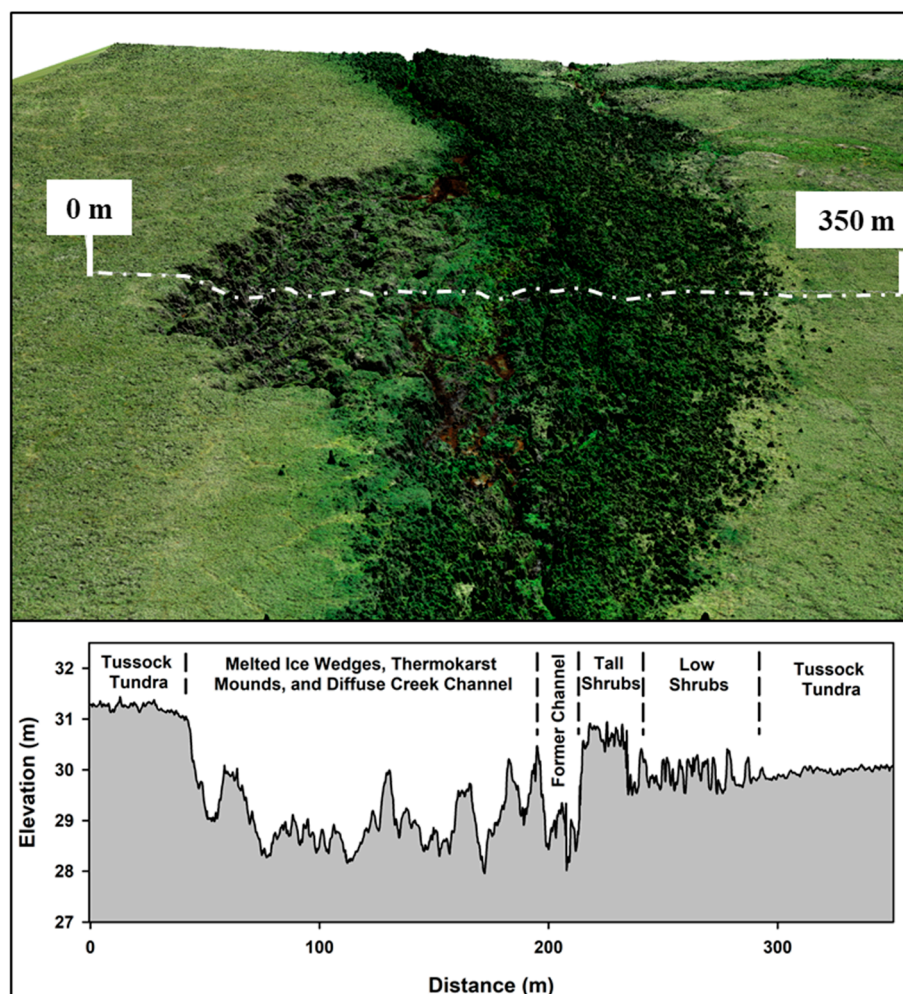 0 m
350 m
Tussock
Tundra
Melted Ice Wedges, Thermokarst
Mounds, and Diffuse Creek Channel
Former Channel
Tall
Shrubs
Low
Shrubs
Tussock
Tundra
Elevation (m)
32
31
30
29
28
27
0
100
200
300
Distance (m)